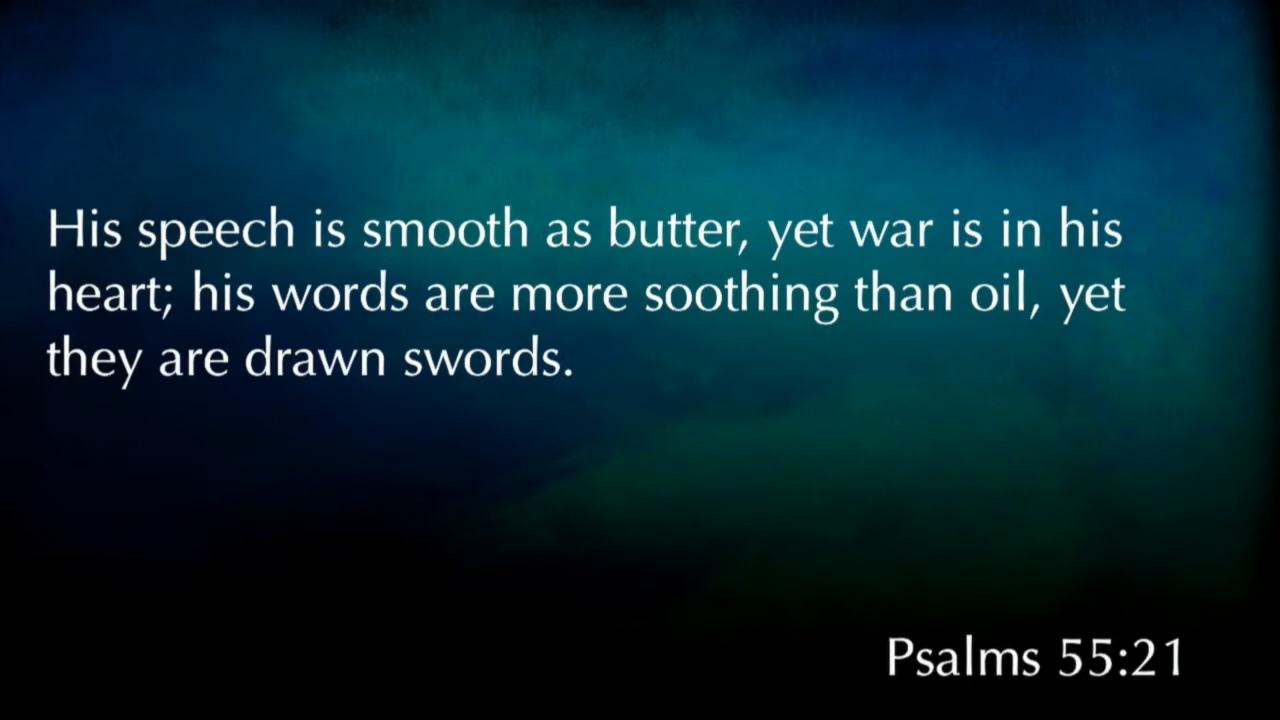 His speech is smooth as butter, yet war is in his
heart; his words are more soothing than oil, yet
they are drawn swords.
Psalms 55:21